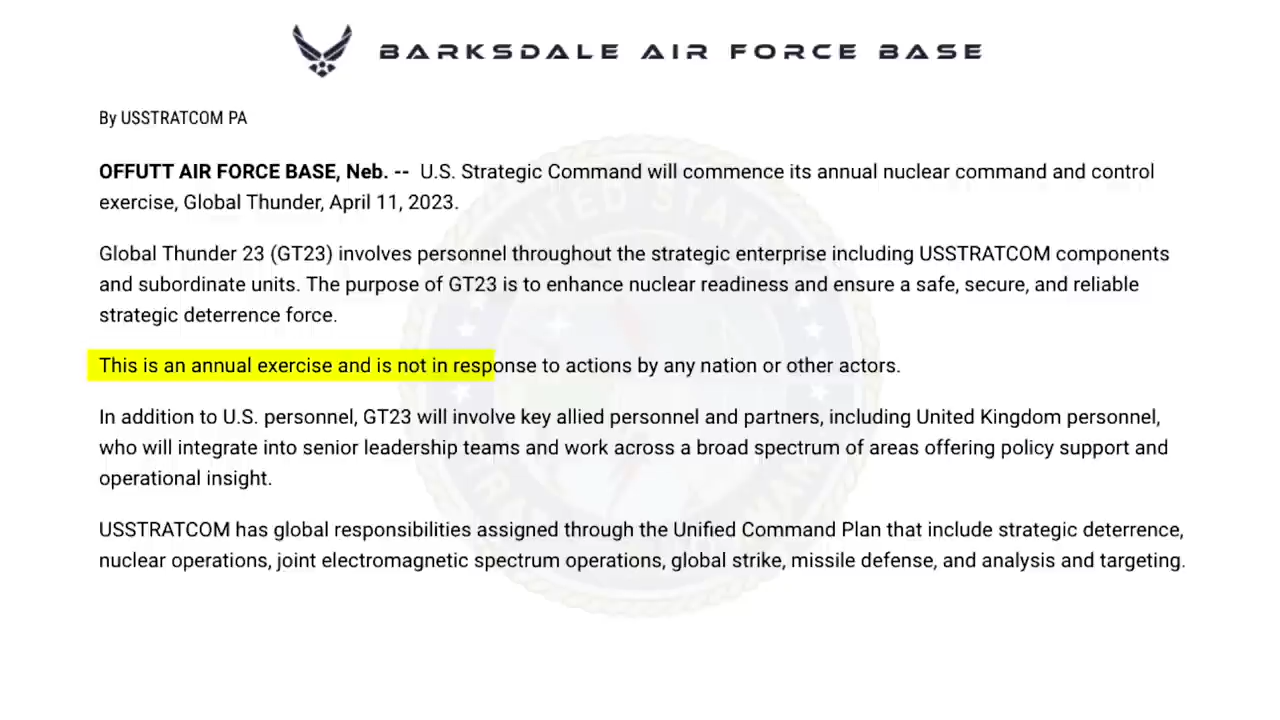 BARKSDALE AIR FORCE BASE
By USSTRATCOM PA
OFFUTT AIR FORCE BASE, Neb. -- U.S. Strategic Command will commence its annual nuclear command and control
exercise, Global Thunder, April 11, 2023.
Global Thunder 23 (GT23) involves personnel throughout the strategic enterprise including USSTRATCOM components
and subordinate units. The purpose of GT23 is to enhance nuclear readiness and ensure a safe, secure, and reliable
strategic deterrence force.
This is an annual exercise and is not in response to actions by any nation or other actors.
In addition to U.S. personnel, GT23 will involve key allied personnel and partners, including United Kingdom personnel,
who will integrate into senior leadership teams and work across a broad spectrum of areas offering policy support and
operational insight.
USSTRATCOM has global responsibilities assigned through the Unified Command Plan that include strategic deterrence,
nuclear operations, joint electromagnetic spectrum operations, global strike, missile defense, and analysis and targeting.
UNITED STATES